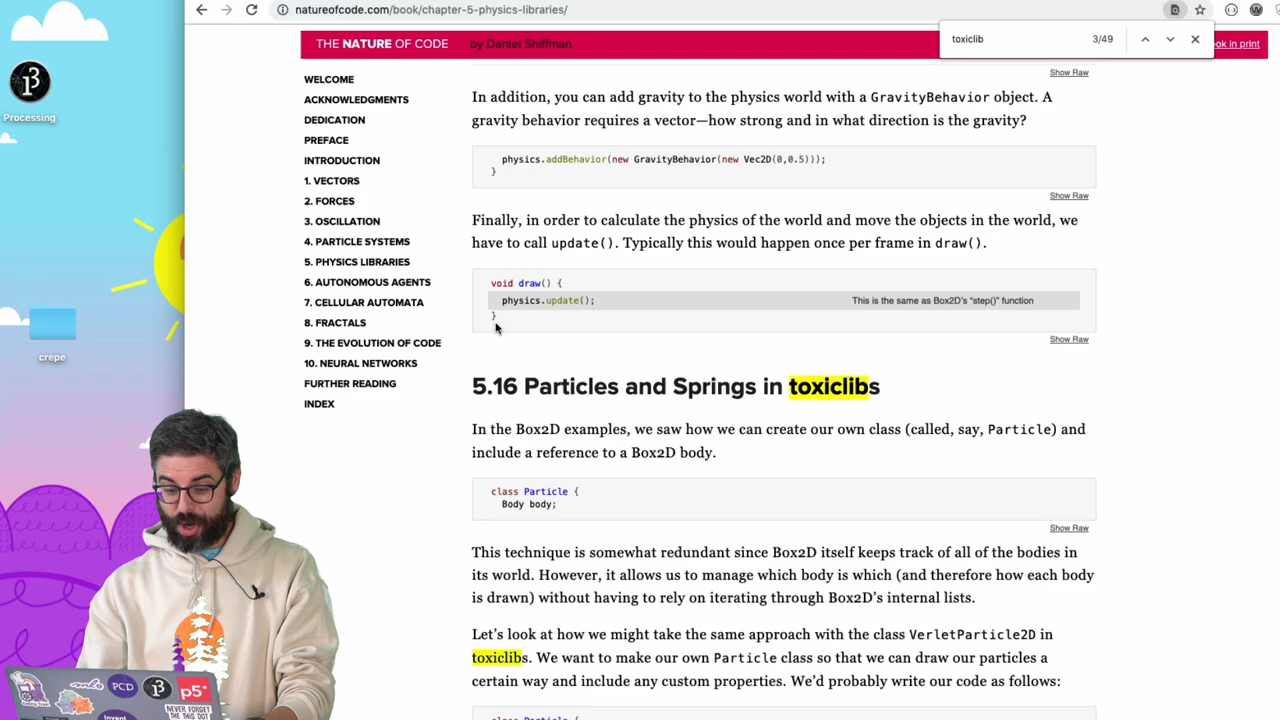 natureofcode.com/book/chapter-5-physics-libraries/
toxiclib 3/49
THE NATURE OF CODE by Daniel Shiffman
ook in print
Processing
crepe
WELCOME
ACKNOWLEDGMENTS
DEDICATION
PREFACE
INTRODUCTION
1. VECTORS
2. FORCES
3. OSCILLATION
4. PARTICLE SYSTEMS
5. PHYSICS LIBRARIES
6. AUTONOMOUS AGENTS
7. CELLULAR AUTOMATA
8. FRACTALS
9. THE EVOLUTION OF CODE
10. NEURAL NETWORKS
FURTHER READING
INDEX
Show Raw
In addition, you can add gravity to the physics world with a GravityBehavior object. A
gravity behavior requires a vector—how strong and in what direction is the gravity?
physics.addBehavior(new GravityBehavior(new Vec2D(0,0.5)));
}
Show Raw
Finally, in order to calculate the physics of the world and move the objects in the world, we
have to call update(). Typically this would happen once per frame in draw().
void draw() {
physics.update(); This is the same as Box2D's “step()” function
}
Show Raw
5.16 Particles and Springs in toxiclibs
In the Box2D examples, we saw how we can create our own class (called, say, Particle) and
include a reference to a Box2D body.
class Particle {
Body body;
Show Raw
This technique is somewhat redundant since Box2D itself keeps track of all of the bodies in
its world. However, it allows us to manage which body is which (and therefore how each body
is drawn) without having to rely on iterating through Box2D’s internal lists.
Let’s look at how we might take the same approach with the class VerletParticle2D in
toxiclibs. We want to make our own Particle class so that we can draw our particles a
certain way and include any custom properties. We’d probably write our code as follows:
class Particle {
PCD
p5*
NEVER FORGET
THE THIS DOT